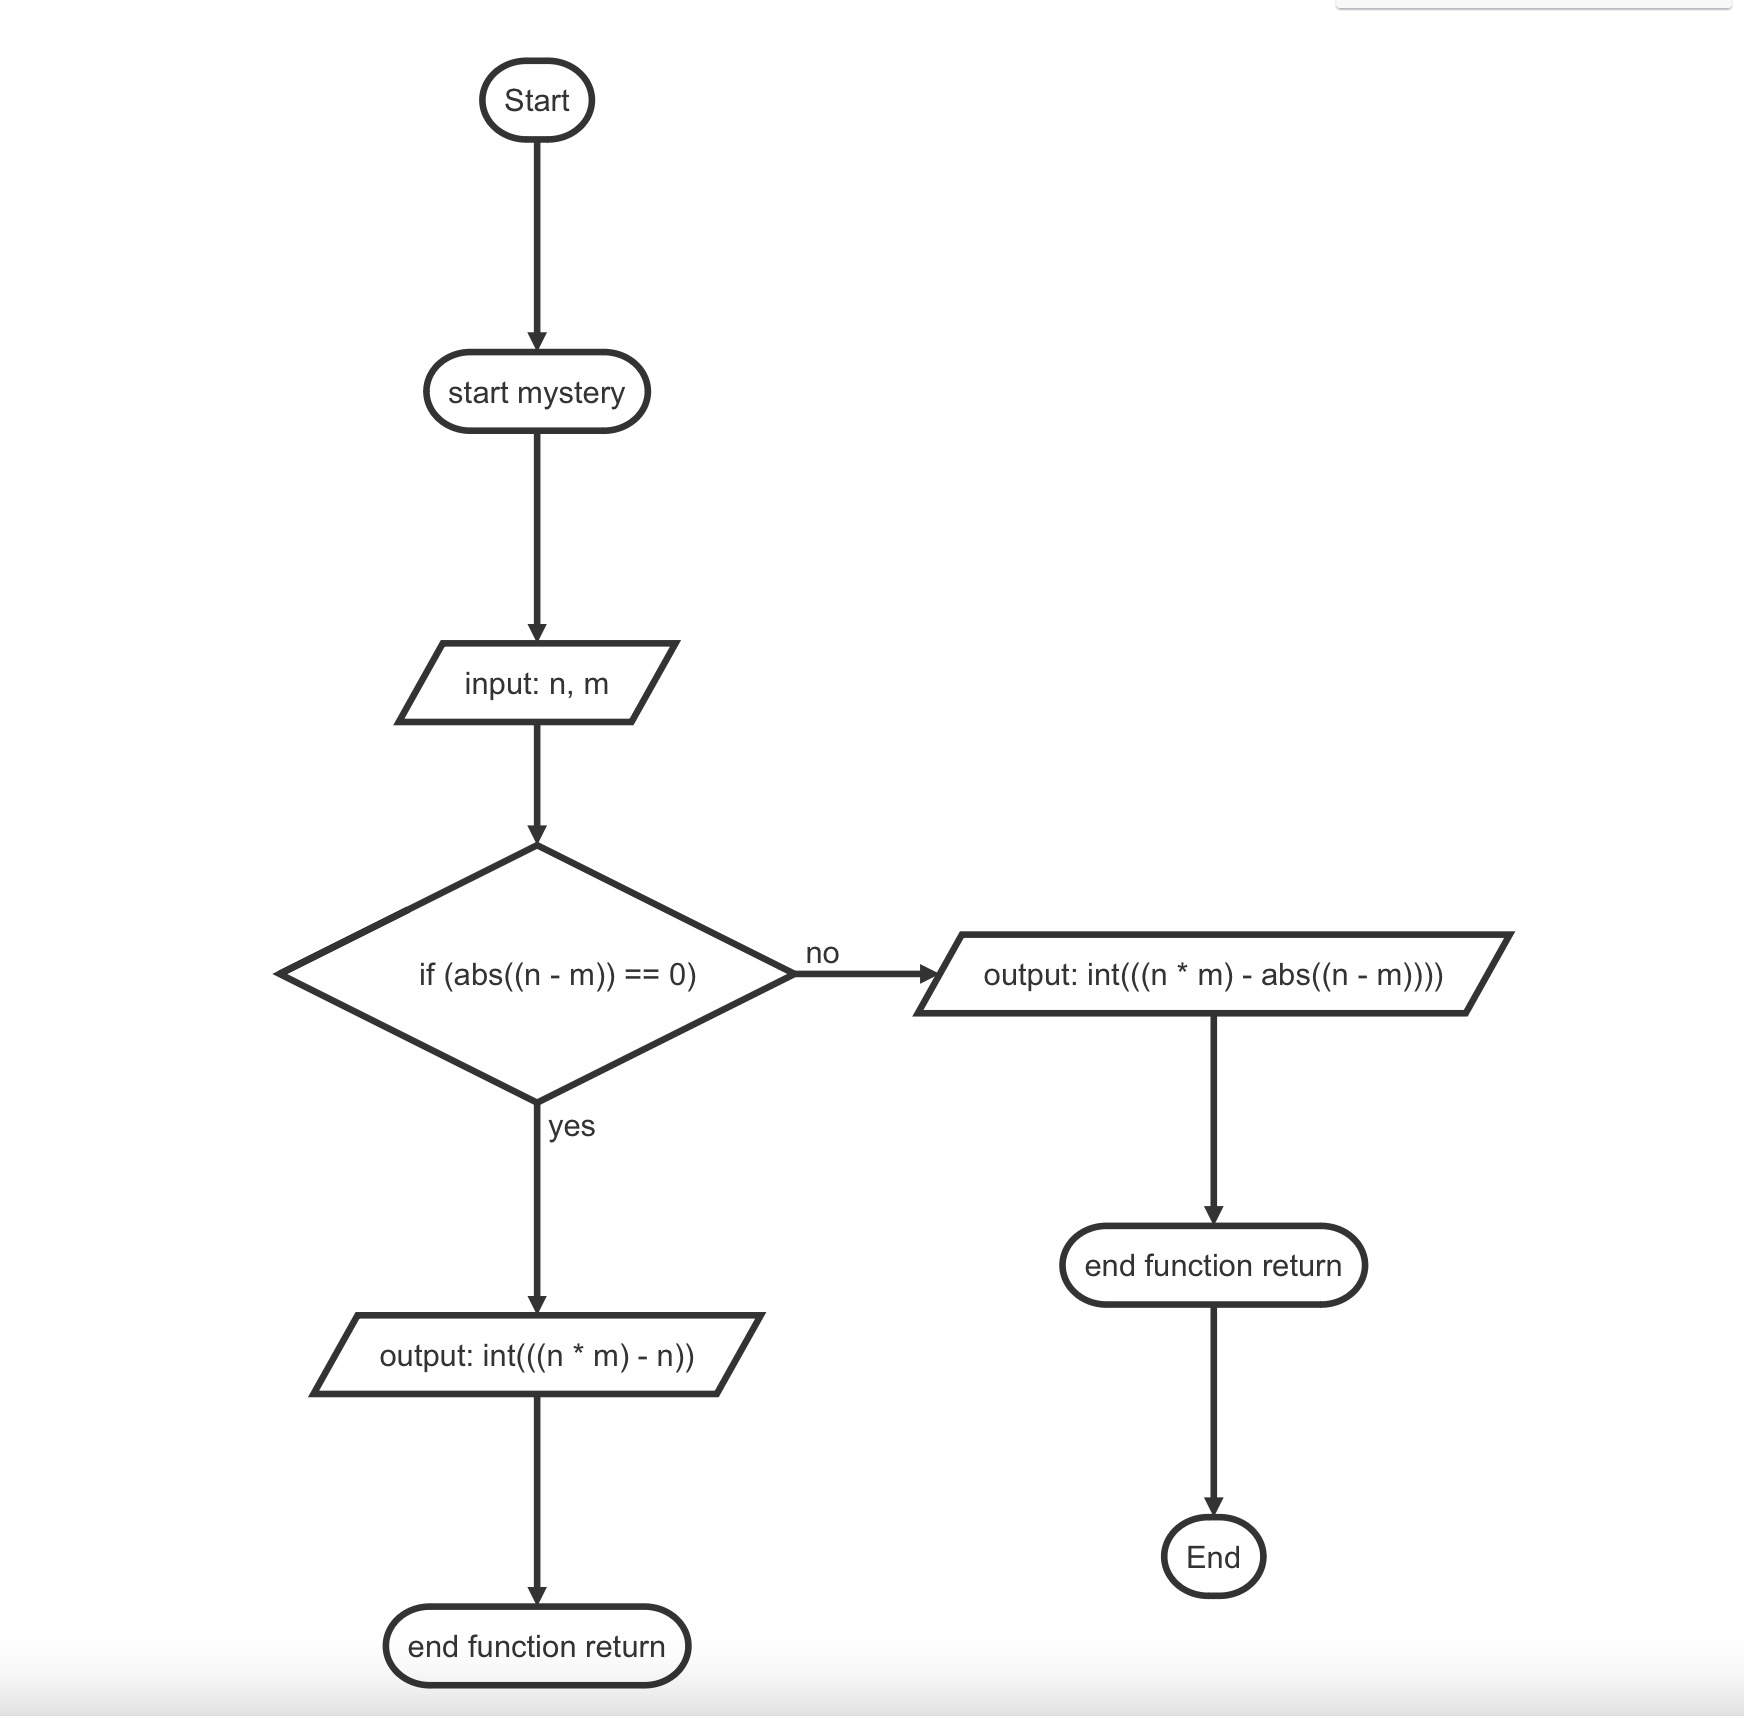 Start
start mystery
input: n, m
if (abs((n - m)) == 0)
no
output: int(((n * m) - abs((n - m))))
yes
end function return
output: int(((n * m) - n))
End
end function return